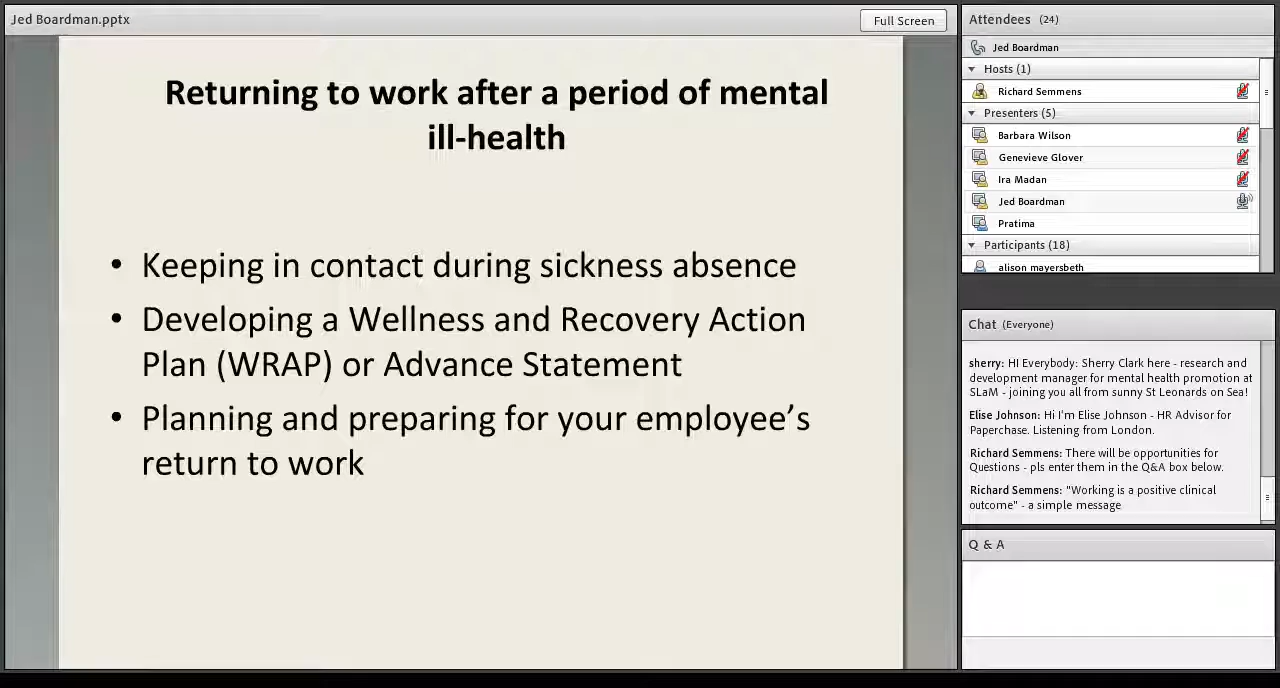 Jed Boardman.pptx
Full Screen
Returning to work after a period of mental
ill-health
• Keeping in contact during sickness absence
• Developing a Wellness and Recovery Action
Plan (WRAP) or Advance Statement
• Planning and preparing for your employee’s
return to work
Attendees (24)
Jed Boardman
Hosts (1)
Richard Semmens
Presenters (5)
Barbara Wilson
Genevieve Glover
Ira Madan
Jed Boardman
Pratima
Participants (18)
alison mayersbeth
Chat (Everyone)
sherry: HI Everybody: Sherry Clark here - research and
development manager for mental health promotion at
SLaM - joining you all from sunny St Leonards on Sea!
Elise Johnson: Hi I'm Elise Johnson - HR Advisor for
Paperchase. Listening from London.
Richard Semmens: There will be opportunities for
Questions - pls enter them in the Q&A box below.
Richard Semmens: "Working is a positive clinical
outcome" - a simple message
Q & A